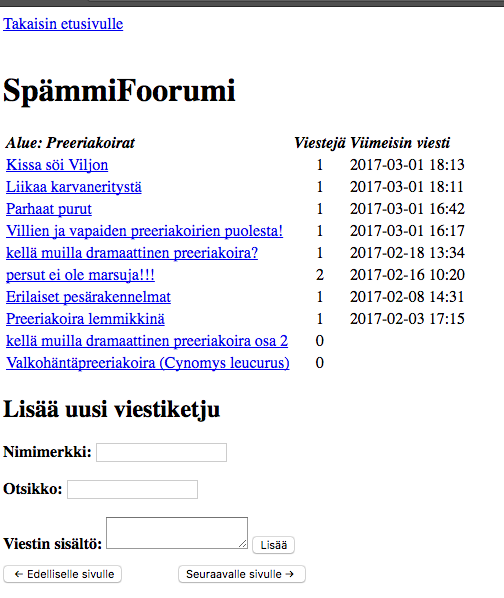 Takaisin etusivulle
SpämmiFoorumi
Alue: Preeriakoirat Viestejä Viimeisin viesti
Kissa söi Viljon 1 2017-03-01 18:13
Liikaa karvaneritystä 1 2017-03-01 18:11
Parhaat purut 1 2017-03-01 16:42
Villien ja vapaiden preeriakoirien puolesta! 1 2017-03-01 16:17
kellä muilla dramaattinen preeriakoira? 1 2017-02-18 13:34
persut ei ole marsuja!!! 2 2017-02-16 10:20
Erilaiset pesärakennelmat 1 2017-02-08 14:31
Preeriakoira lemmikkinä 1 2017-02-03 17:15
kellä muilla dramaattinen preeriakoira osa 2 0
Valkohäntäpreeriakoira (Cynomys leucurus) 0
Lisää uusi viestiketju
Nimimerkki:
Otsikko:
Viestin sisältö: Lisää
← Edelliselle sivulle Seuraavalle sivulle →